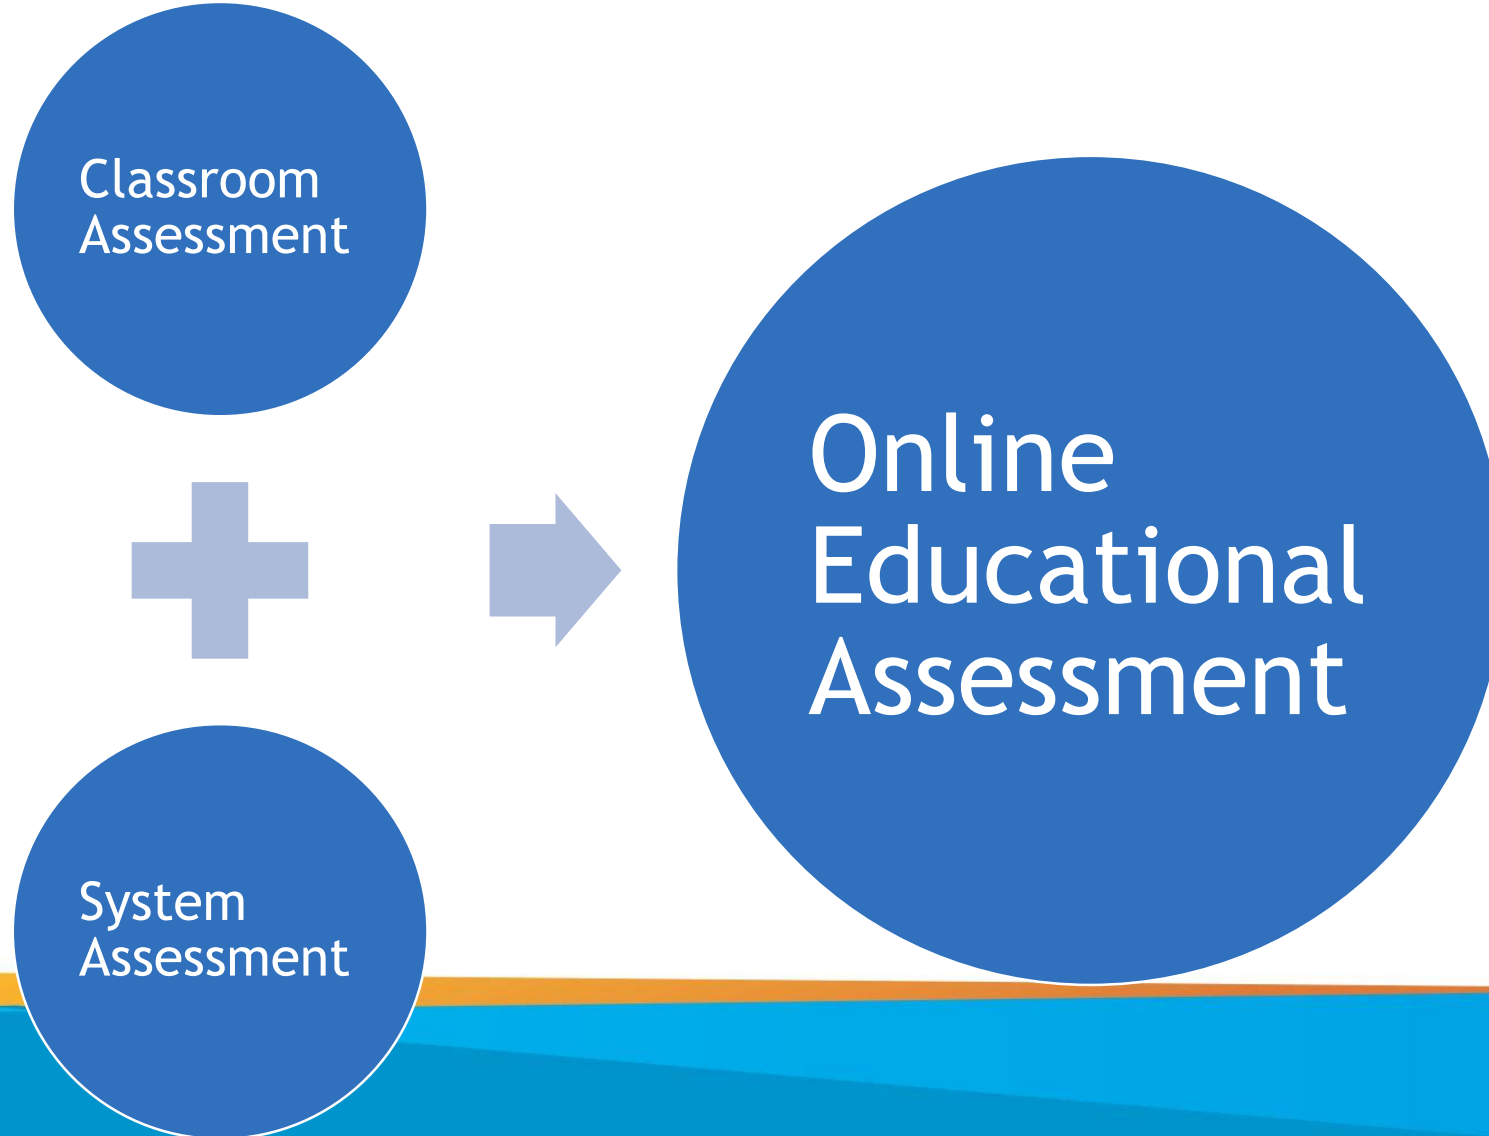 Classroom
Assessment
System
Assessment
Online
Educational
Assessment